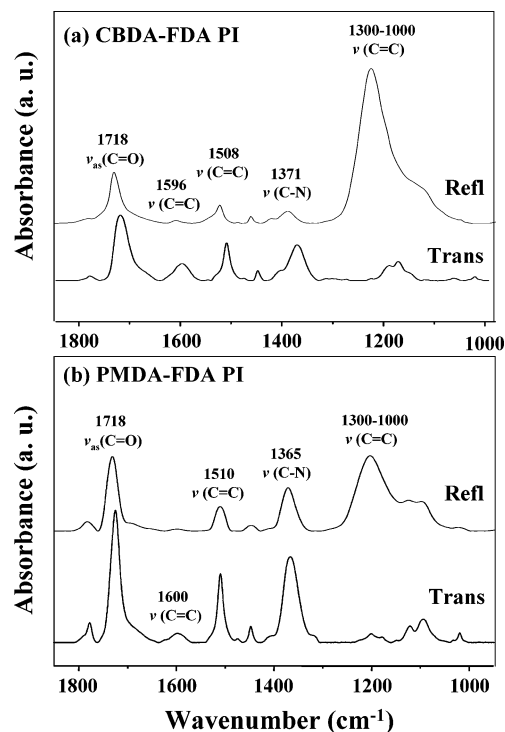 (a) CBDA-FDA PI
1300-1000
ν (C=C)
1718
νas(C=O)
1508
ν (C=C)
1596
ν (C=C)
1371
ν (C-N)
Refl
Trans
Absorbance (a. u.)
1800 1600 1400 1200 1000
(b) PMDA-FDA PI
1718
νas(C=O)
1300-1000
ν (C=C)
1365
ν (C-N)
1510
ν (C=C)
Refl
1600
ν (C=C)
Trans
Absorbance (a. u.)
1800 1600 1400 1200 1000
Wavenumber (cm-1)